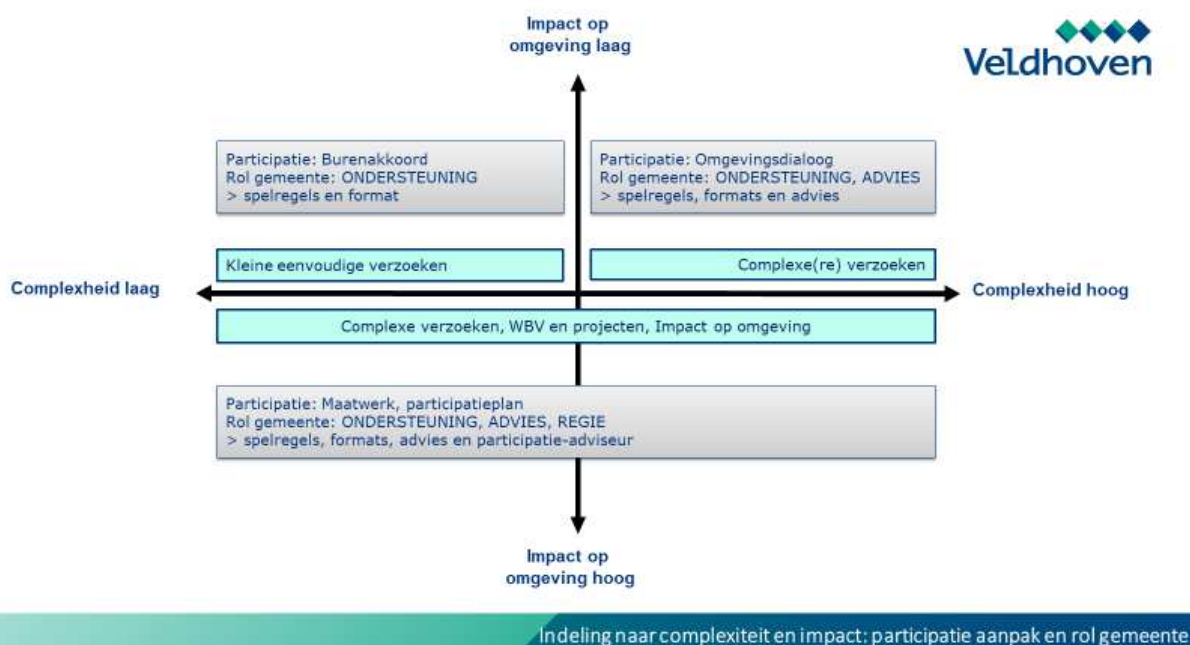 Impact op
omgeving laag
Veldhoven
Participatie: Burenakkoord
Rol gemeente: ONDERSTEUNING
> spelregels en format
Participatie: Omgevingsdialoog
Rol gemeente: ONDERSTEUNING, ADVIES
> spelregels, formats en advies
Kleine eenvoudige verzoeken
Complexe(re) verzoeken
Complexheid laag
Complexheid hoog
Complexe verzoeken, WBV en projecten, Impact op omgeving
Participatie: Maatwerk, participatieplan
Rol gemeente: ONDERSTEUNING, ADVIES, REGIE
> spelregels, formats, advies en participatie-adviseur
Impact op
omgeving hoog
Indeling naar complexiteit en impact: participatie aanpak en rol gemeente